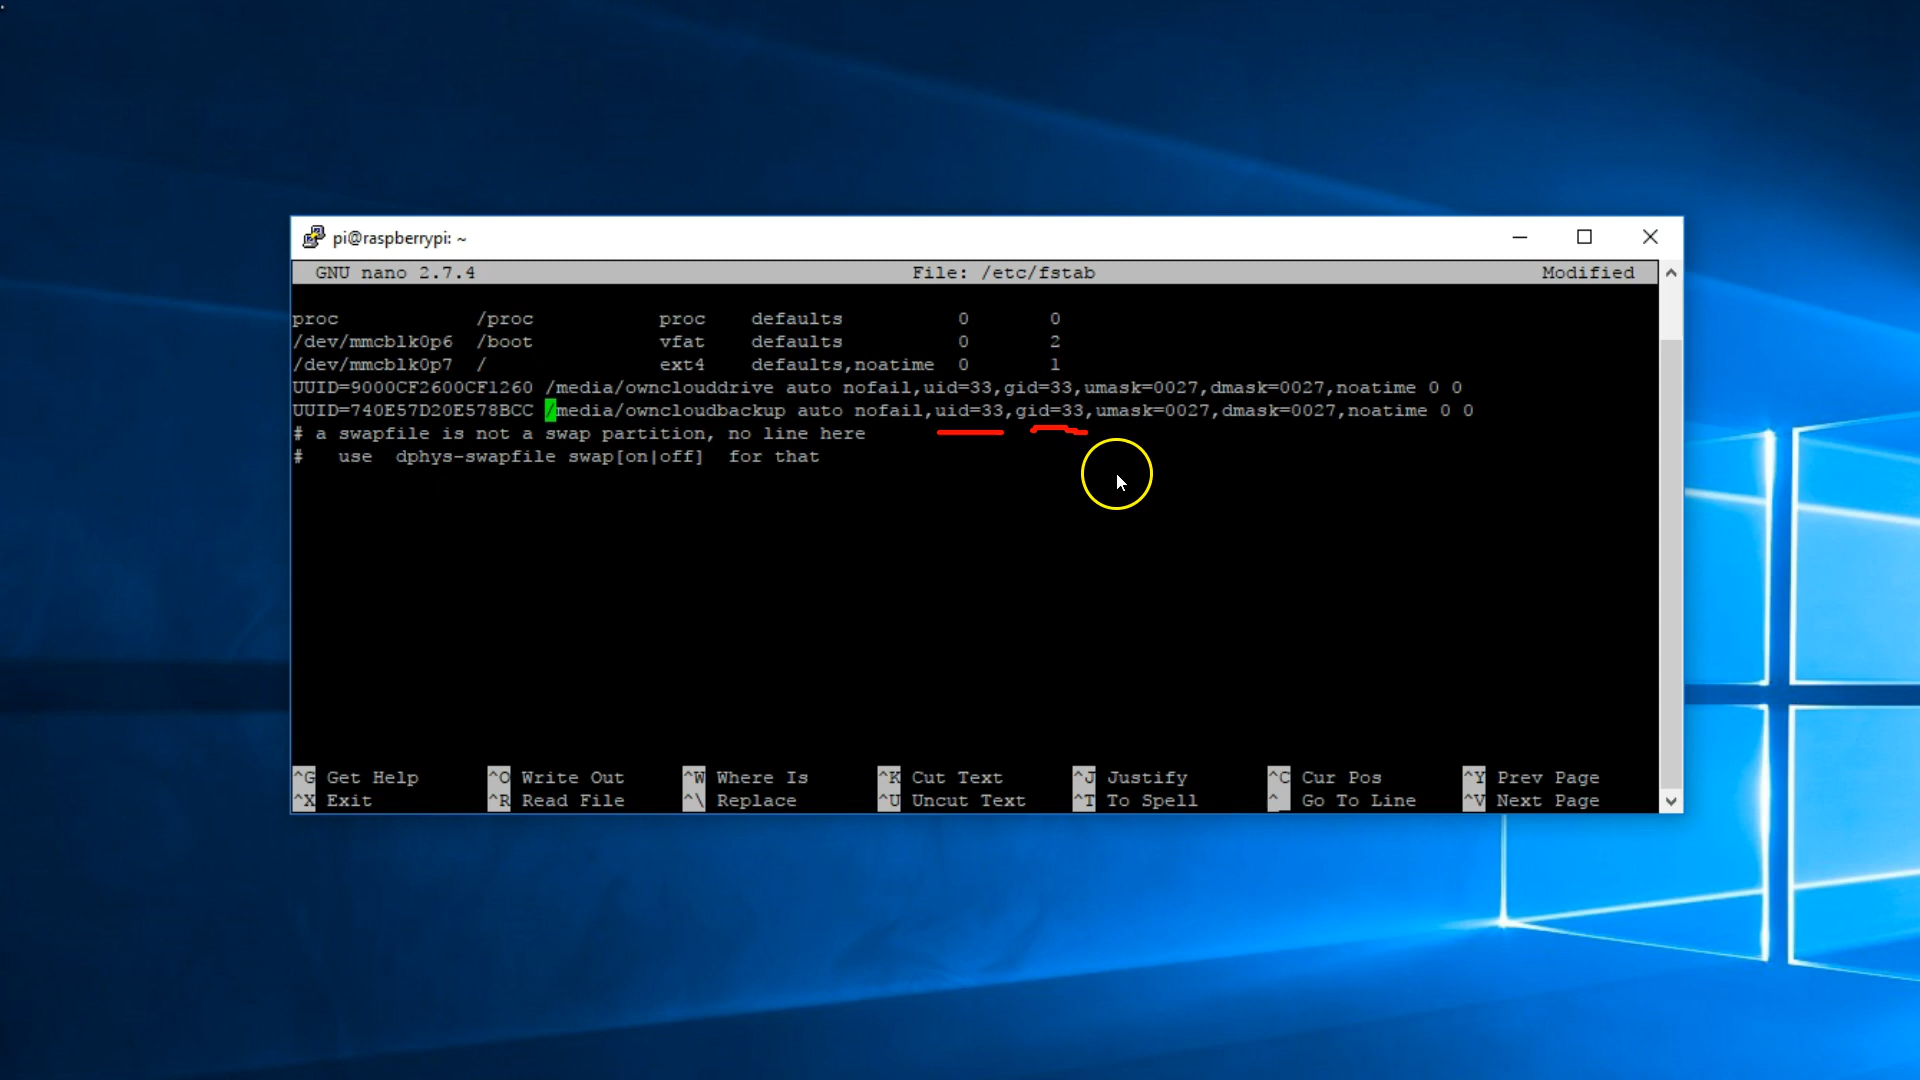 pi@raspberrypi: ~
GNU nano 2.7.4 File: /etc/fstab Modified
proc /proc proc defaults 0 0
/dev/mmcblk0p6 /boot vfat defaults 0 2
/dev/mmcblk0p7 / ext4 defaults,noatime 0 1
UUID=9000CF2600CF1260 /media/ownclouddrive auto nofail,uid=33,gid=33,umask=0027,dmask=0027,noatime 0 0
UUID=740E57D20E578BCC /media/owncloudbackup auto nofail,uid=33,gid=33,umask=0027,dmask=0027,noatime 0 0
# a swapfile is not a swap partition, no line here
#   use  dphys-swapfile swap[on|off]  for that
^G Get Help ^O Write Out ^W Where Is ^K Cut Text ^J Justify ^C Cur Pos ^Y Prev Page
^X Exit ^R Read File ^\ Replace ^U Uncut Text ^T To Spell ^_ Go To Line ^V Next Page